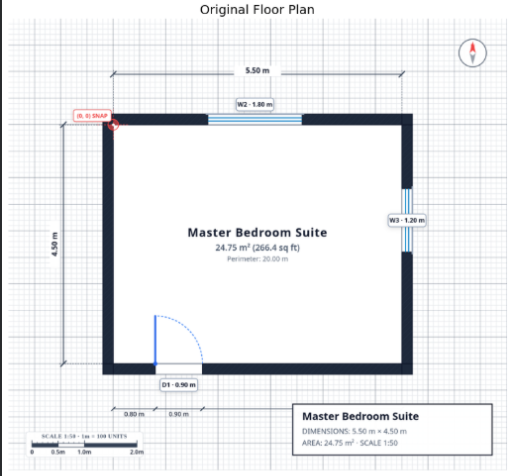 Original Floor Plan
5.50 m
W2 - 1.80 m
(0, 0) SNAP
W3 - 1.20 m
4.50 m
Master Bedroom Suite
24.75 m² (266.4 sq ft)
Perimeter: 20.00 m
D1 - 0.90 m
0.80 m
0.90 m
Master Bedroom Suite
DIMENSIONS: 5.50 m × 4.50 m
AREA: 24.75 m² · SCALE 1:50
SCALE 1:50 · 1m = 100 UNITS
0 0.5m 1.0m 2.0m